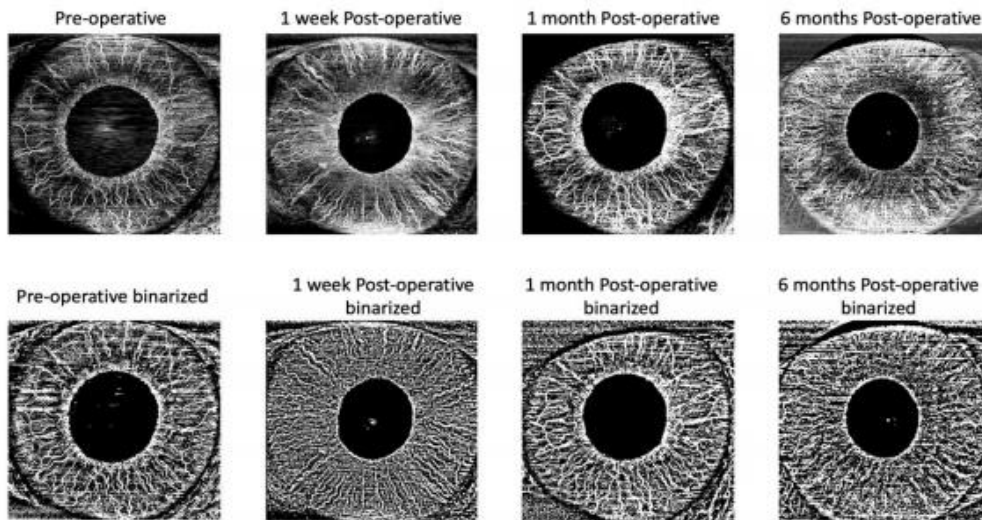 Pre-operative
1 week Post-operative
1 month Post-operative
6 months Post-operative
Pre-operative binarized
1 week Post-operative
binarized
1 month Post-operative
binarized
6 months Post-operative
binarized